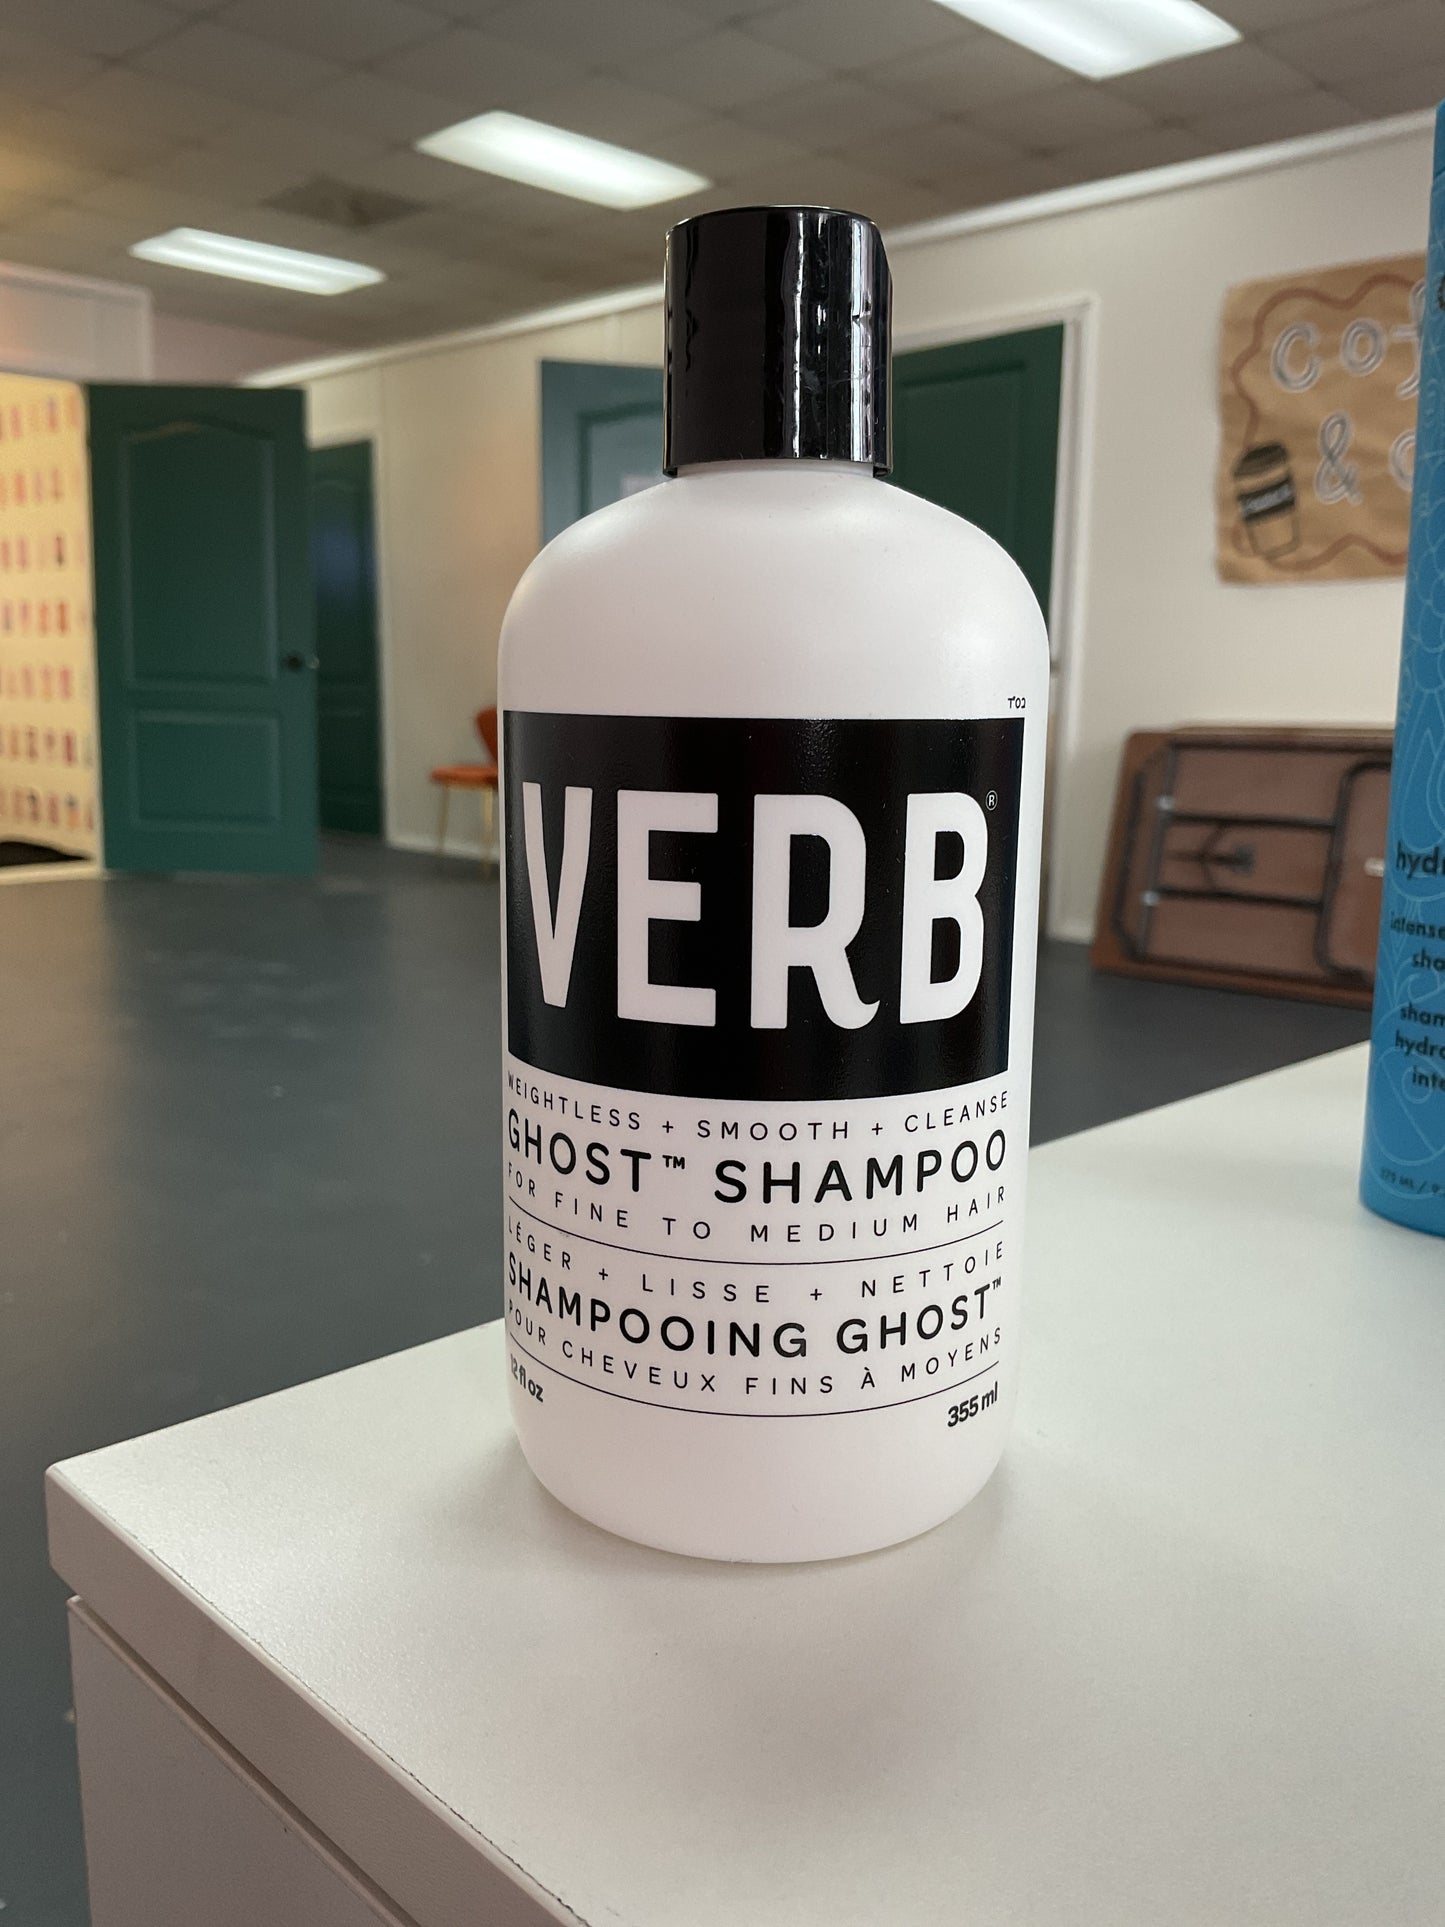 בס"ד
VERB®
WEIGHTLESS + SMOOTH + CLEANSE
GHOST™ SHAMPOO
FOR FINE TO MEDIUM HAIR
LÉGER + LISSE + NETTOIE
SHAMPOOING GHOST™
POUR CHEVEUX FINS À MOYENS
12 fl oz
355 ml
&